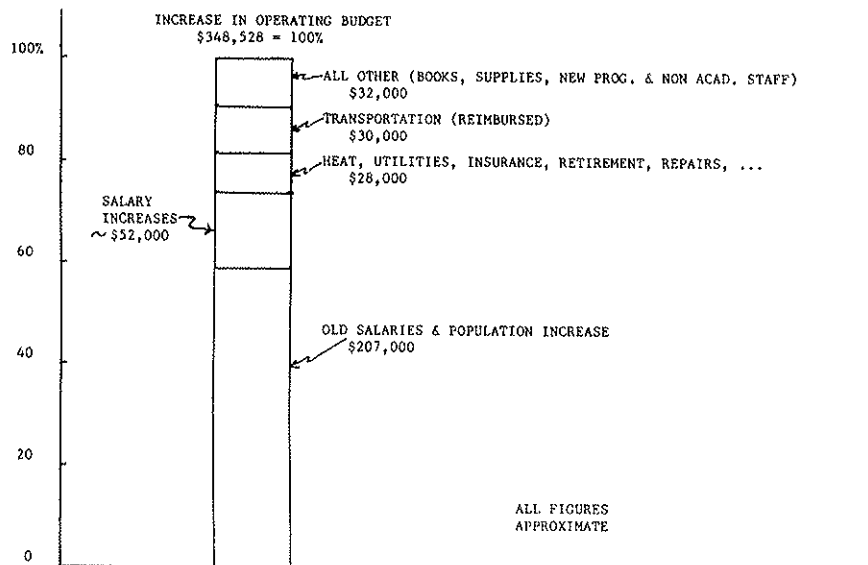 INCREASE IN OPERATING BUDGET
$348,528 = 100%
100%
ALL OTHER (BOOKS, SUPPLIES, NEW PROG. & NON ACAD. STAFF)
$32,000
TRANSPORTATION (REIMBURSED)
$30,000
80
HEAT, UTILITIES, INSURANCE, RETIREMENT, REPAIRS, ...
$28,000
SALARY
INCREASES
~ $52,000
60
OLD SALARIES & POPULATION INCREASE
$207,000
40
20
ALL FIGURES
APPROXIMATE
0